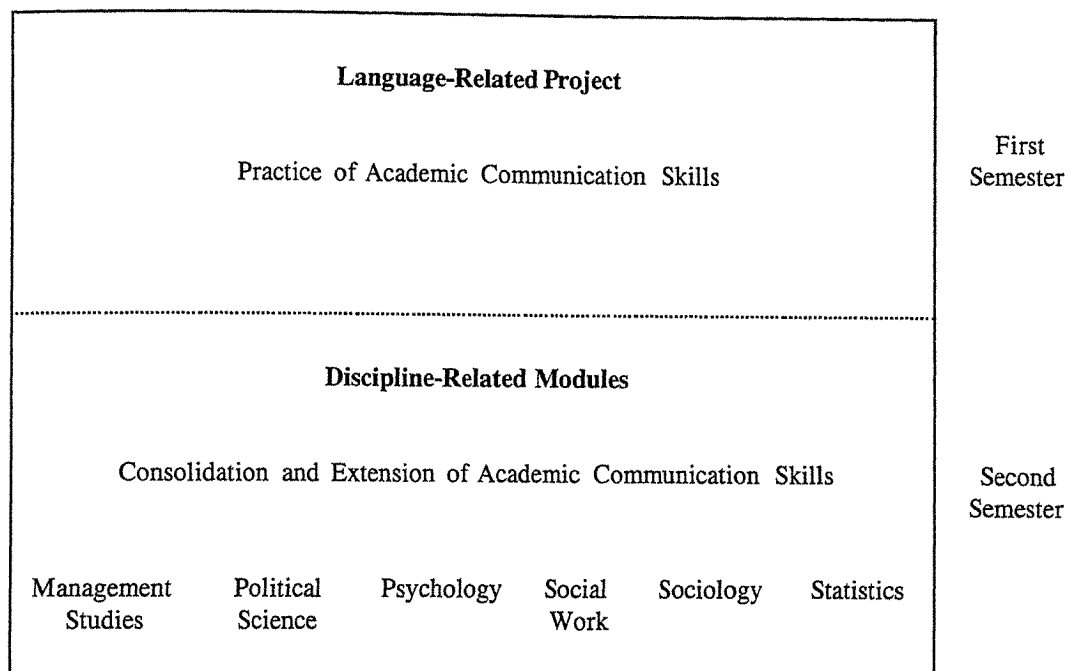 Language-Related Project
Practice of Academic Communication Skills
First
Semester
Discipline-Related Modules
Consolidation and Extension of Academic Communication Skills
Second
Semester
Management
Studies
Political
Science
Psychology
Social
Work
Sociology
Statistics